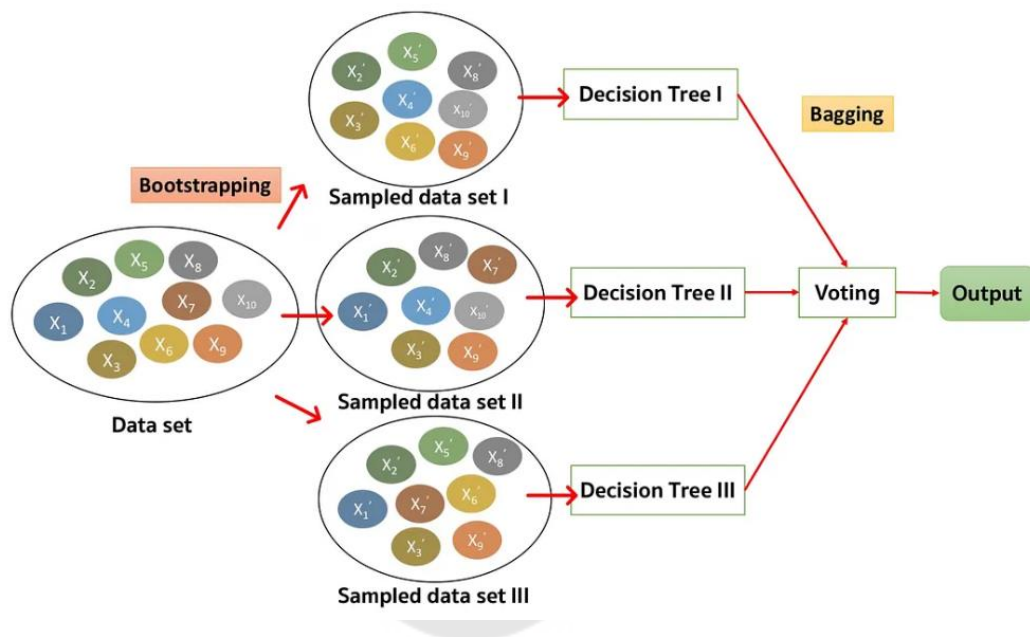 X₅′
X₂′
X₈′
X₄′
X₁₀′
X₃′
X₆′
X₉′
Sampled data set I
Decision Tree I
Bagging
Bootstrapping
X₅
X₈
X₂
X₇
X₁₀
X₄
X₁
X₆
X₉
X₃
Data set
X₈′
X₂′
X₇′
X₁′
X₄′
X₁₀′
X₃′
X₉′
Sampled data set II
Decision Tree II
Voting
Output
X₅′
X₈′
X₂′
X₆′
X₁′
X₇′
X₃′
X₉′
Sampled data set III
Decision Tree III